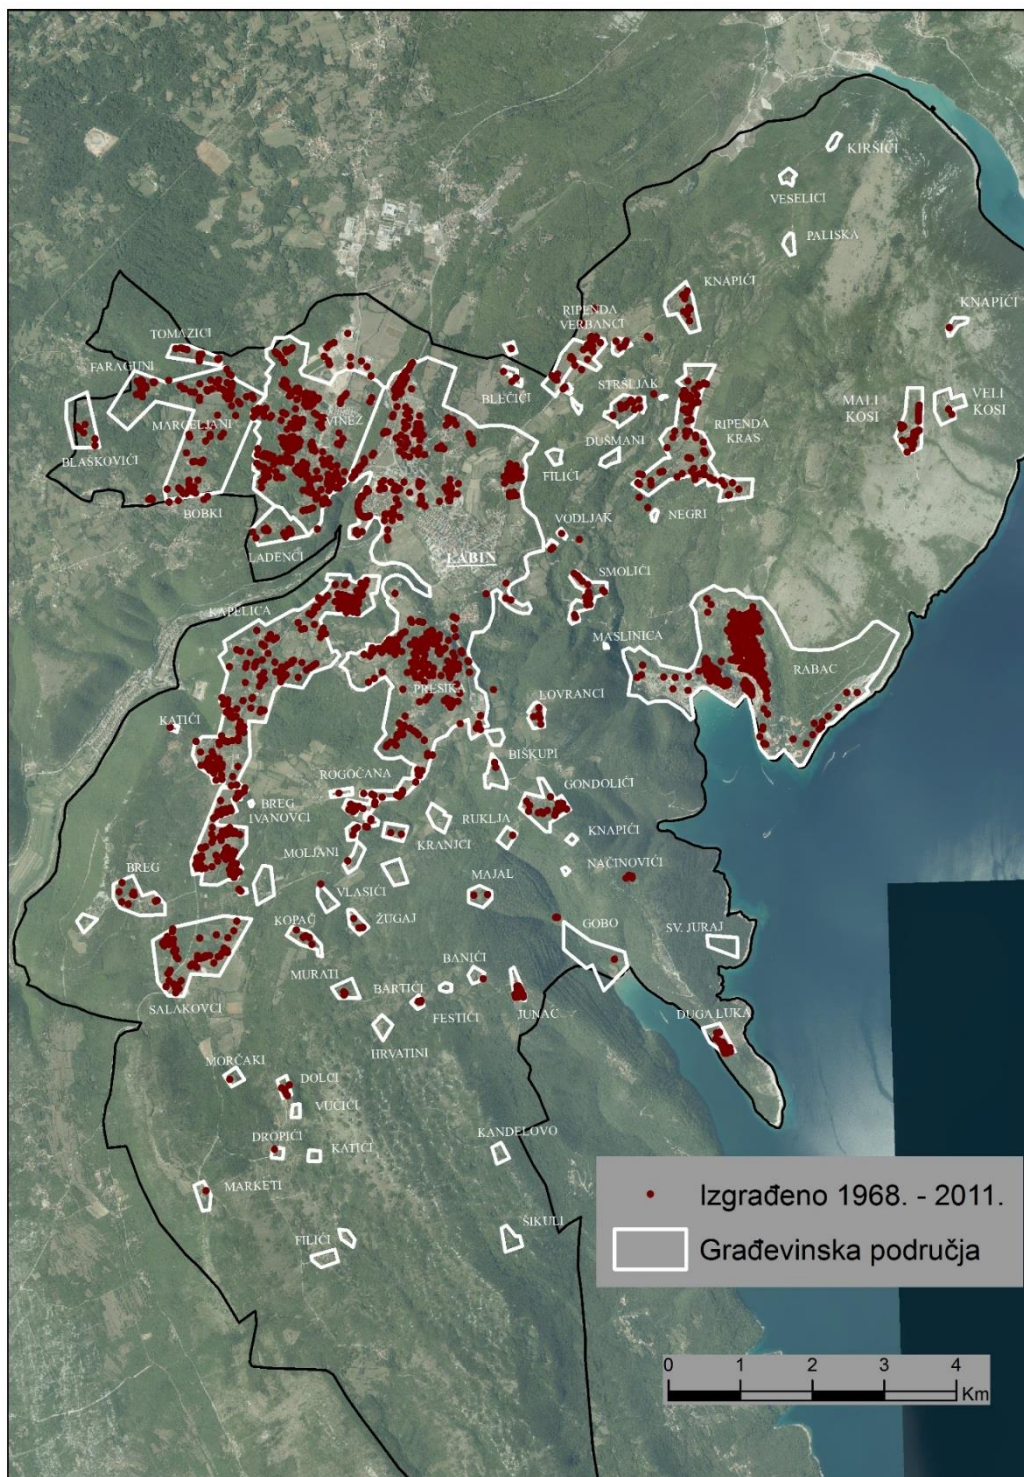 KIRŠIĆI
VESELICI
PALISKA
KNAPIĆI
KNAPIĆI
RIPENDA
VERBANCI
TOMAZICI
FARAGUNI
STRŠLJAK
BLEČIĆI
MALI
KOSI
VELI
KOSI
MARCELJANI
VINEŽ
RIPENDA
KRAS
DUŠMANI
BLAŠKOVIĆI
FILIĆI
BOBKI
NEGRI
VODLJAK
LADENCI
LABIN
SMOLIĆI
KAPELICA
MASLINICA
RABAC
PRESIKA
LOVRANCI
KATIĆI
BIŠKUPI
ROGOČANA
GONDOLIĆI
BREG
IVANOVCI
RUKLJA
KNAPIĆI
KRANJCI
MOLJANI
NAČINOVIĆI
BREG
MAJAL
VLASIĆI
ŽUGAJ
KOPAČ
GOBO
SV. JURAJ
BANIĆI
MURATI
BARTIĆI
SALAKOVCI
FESTIĆI
JUNAC
DUGA LUKA
HRVATINI
MORČAKI
DOLCI
VUČIĆI
DROPIĆI
KATIĆI
KANDELOVO
MARKETI
ŠIKULI
FILIĆI
Izgrađeno 1968. - 2011.
Građevinska područja
0 1 2 3 4
Km